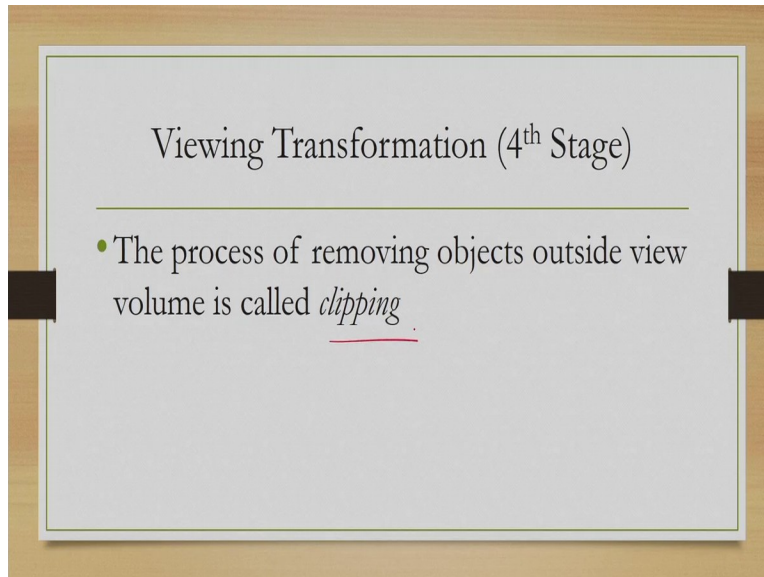 Viewing Transformation (4th Stage)
• The process of removing objects outside view
volume is called clipping